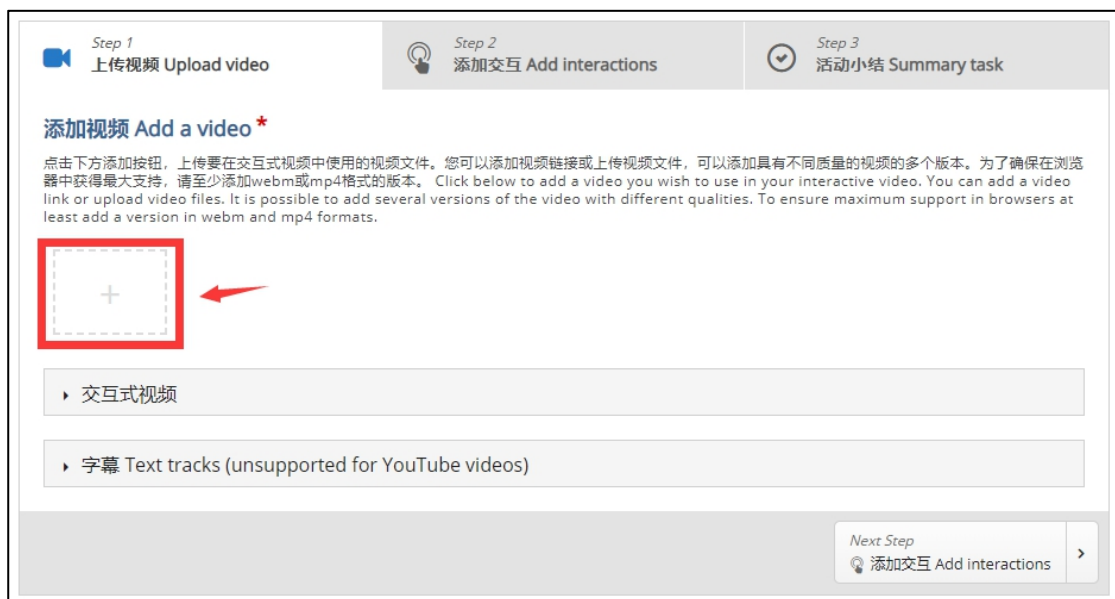 Step 1
上传视频 Upload video
Step 2
添加交互 Add interactions
Step 3
活动小结 Summary task
添加视频 Add a video *
点击下方添加按钮，上传要在交互式视频中使用的视频文件。您可以添加视频链接或上传视频文件，可以添加具有不同质量的视频的多个版本。为了确保在浏览
器中获得最大支持，请至少添加webm或mp4格式的版本。 Click below to add a video you wish to use in your interactive video. You can add a video
link or upload video files. It is possible to add several versions of the video with different qualities. To ensure maximum support in browsers at
least add a version in webm and mp4 formats.
交互式视频
字幕 Text tracks (unsupported for YouTube videos)
Next Step
添加交互 Add interactions